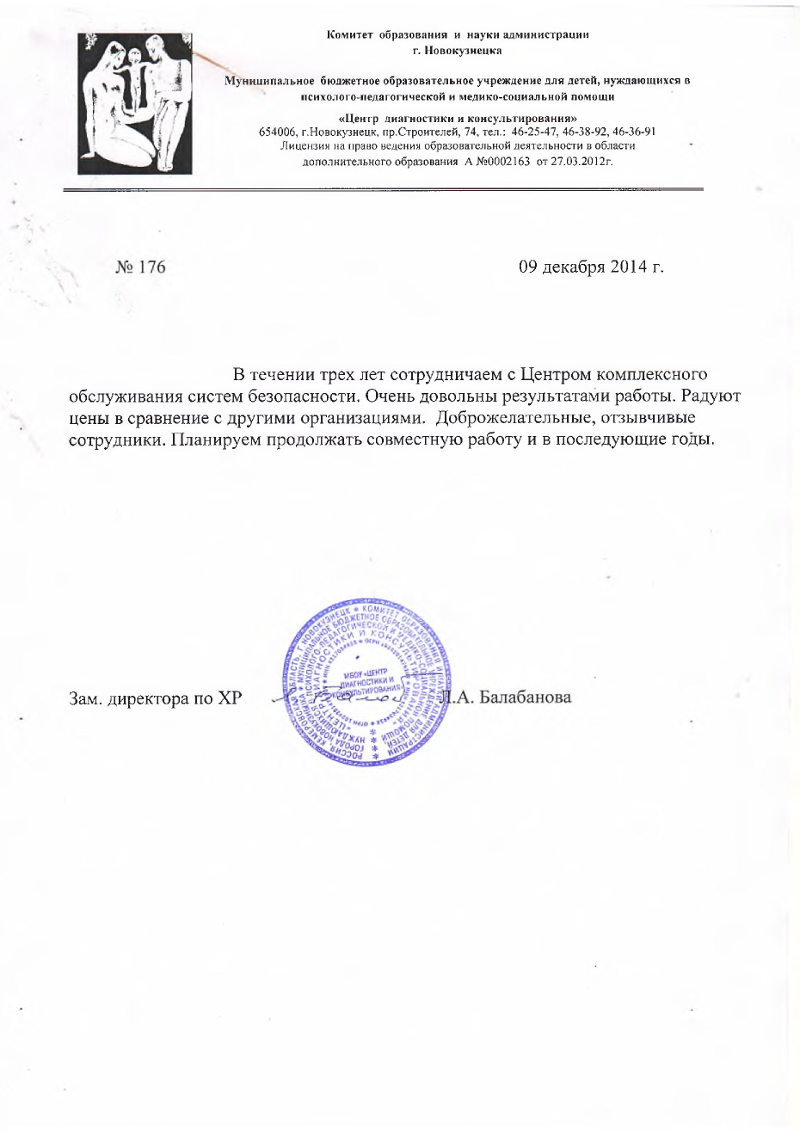 Комитет образования и науки администрации
г. Новокузнецка
Муниципальное бюджетное образовательное учреждение для детей, нуждающихся в
психолого-педагогической и медико-социальной помощи
«Центр диагностики и консультирования»
654006, г.Новокузнецк, пр.Строителей, 74, тел.: 46-25-47, 46-38-92, 46-36-91
Лицензия на право ведения образовательной деятельности в области
дополнительного образования А №0002163 от 27.03.2012г.
№ 176 09 декабря 2014 г.
В течении трех лет сотрудничаем с Центром комплексного
обслуживания систем безопасности. Очень довольны результатами работы. Радуют
цены в сравнение с другими организациями. Доброжелательные, отзывчивые
сотрудники. Планируем продолжать совместную работу и в последующие годы.
МБОУ «ЦЕНТР
ДИАГНОСТИКИ И
КОНСУЛЬТИРОВАНИЯ»
Зам. директора по ХР Л.А. Балабанова